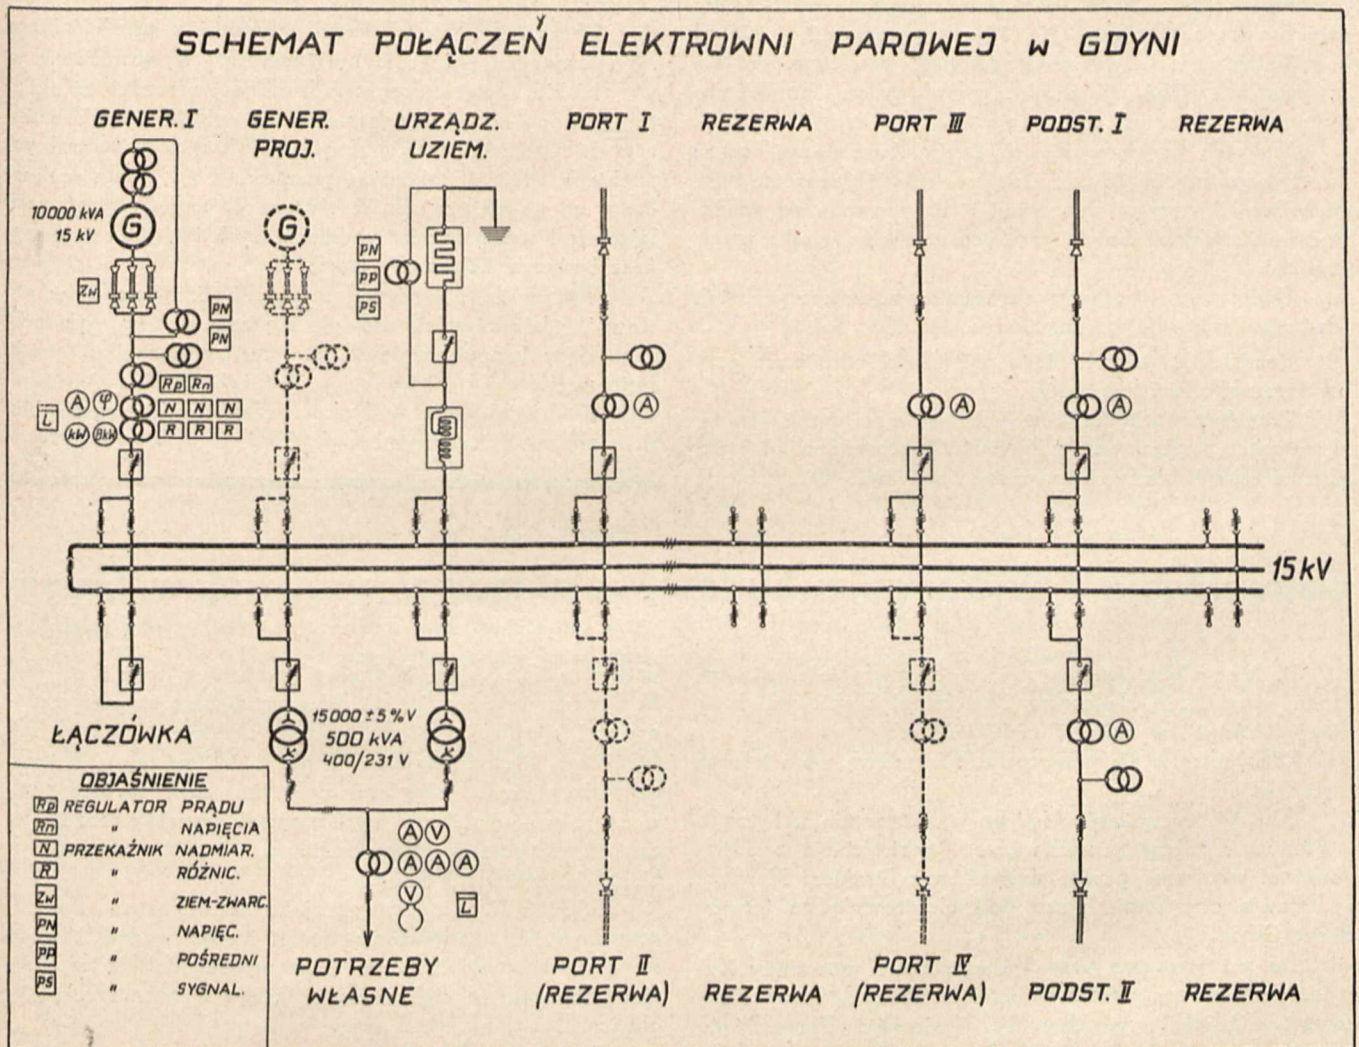 SCHEMAT POŁĄCZEŃ ELEKTROWNI PAROWEJ w GDYNI
GENER. I
GENER. PROJ.
URZĄDZ. UZIEM.
PORT I
REZERWA
PORT III
PODST. I
REZERWA
10000 kVA
15 kV
G
G
Zw
PN
PN
PN
PP
PS
Rp Rn
A φ
N N N
L
kW BkW
R R R
A
A
A
15 kV
ŁĄCZÓWKA
15000 ± 5 % V
500 kVA
400/231 V
A
A V
A A A
V
L
POTRZEBY WŁASNE
PORT II (REZERWA)
REZERWA
PORT IV (REZERWA)
PODST. II
REZERWA
OBJAŚNIENIE
Rp REGULATOR PRĄDU
Rn " NAPIĘCIA
N PRZEKAŹNIK NADMIAR.
R " RÓŻNIC.
Zw " ZIEM-ZWARC.
PN " NAPIĘC.
PP " POŚREDNI
PS " SYGNAL.